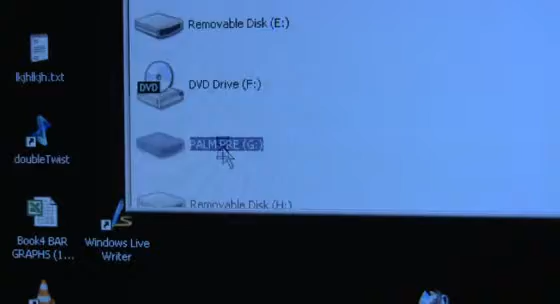 Removable Disk (E:)
lkjhlkjh.txt
DVD
DVD Drive (F:)
doubleTwist
PALM PRE (G:)
Removable Disk (H:)
Book4 BAR
GRAPHS (1...
Windows Live
Writer